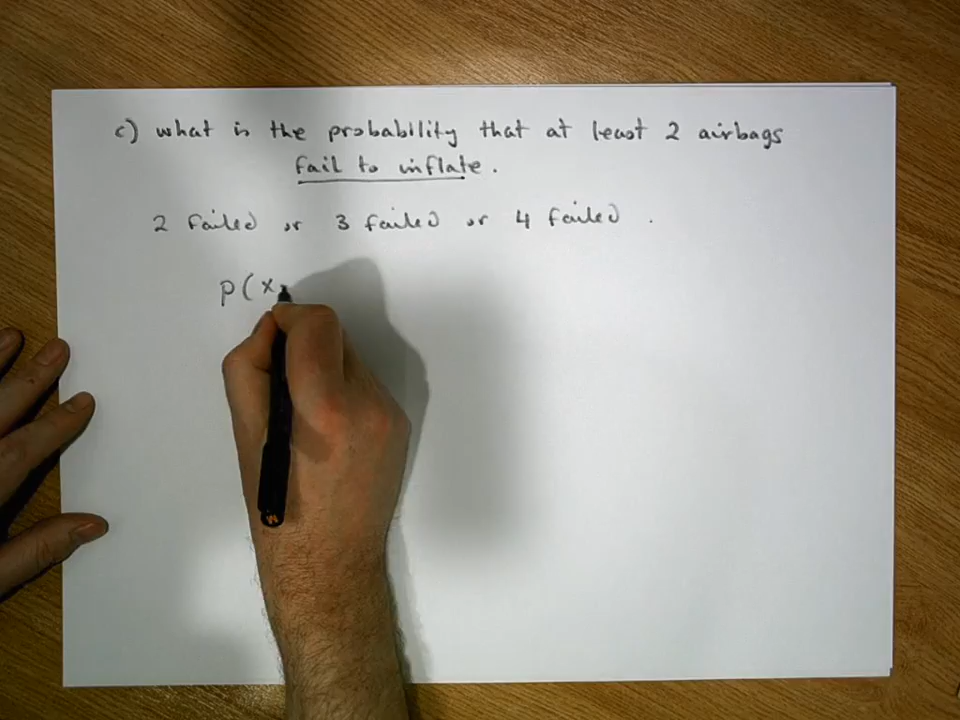 c) what is the probability that at least 2 airbags
fail to inflate.
2 failed or 3 failed or 4 failed.
p(x